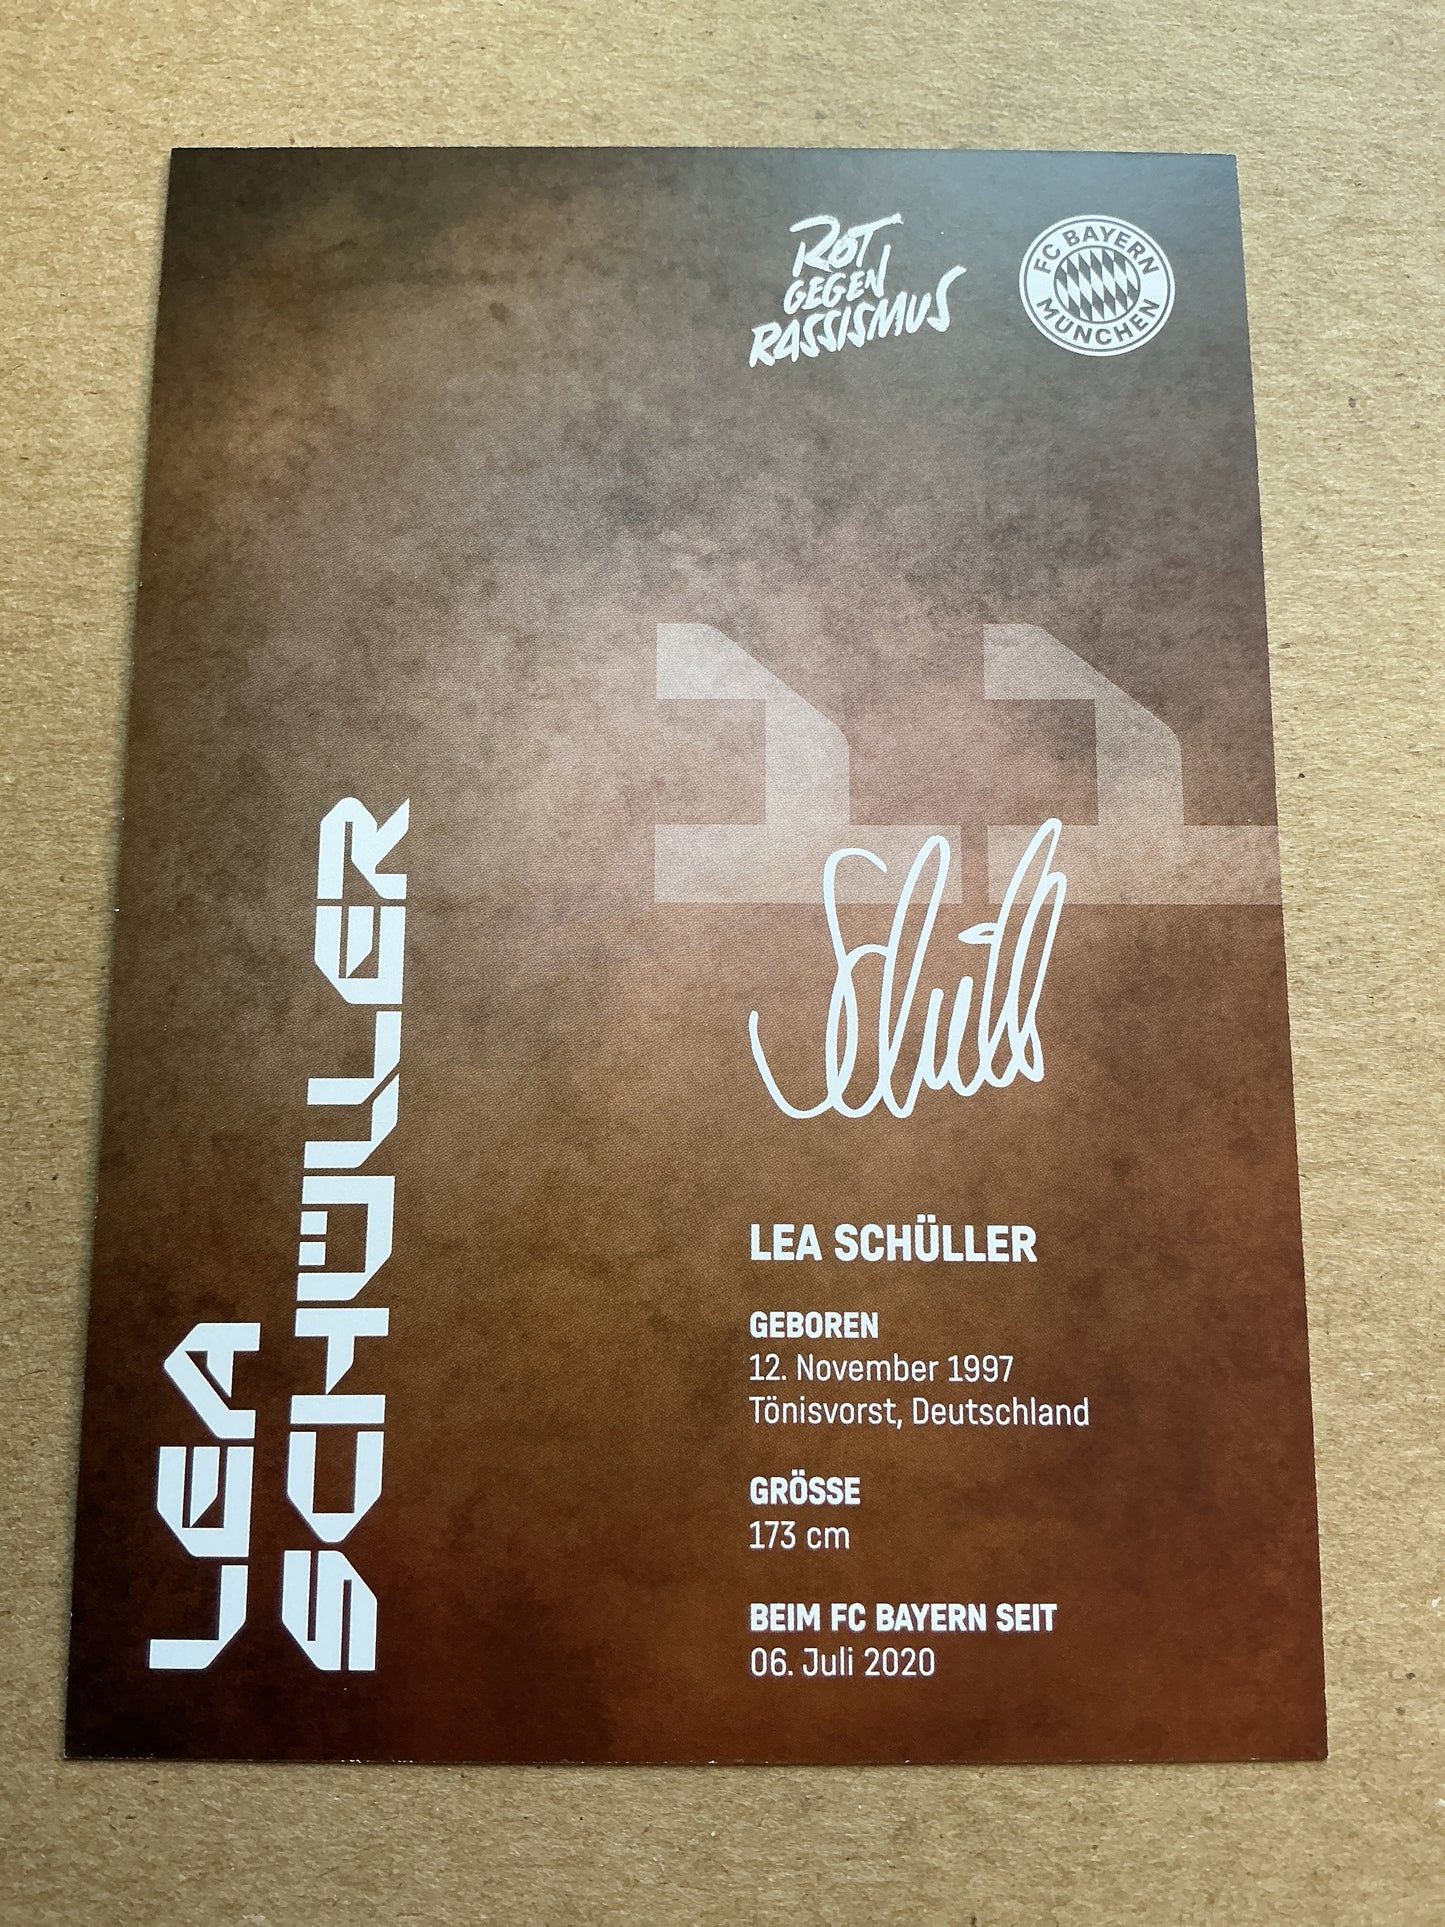 ROT
GEGEN
RASSISMUS
FC BAYERN
MÜNCHEN
11
LEA
SCHÜLLER
LEA SCHÜLLER
GEBOREN
12. November 1997
Tönisvorst, Deutschland
GRÖSSE
173 cm
BEIM FC BAYERN SEIT
06. Juli 2020